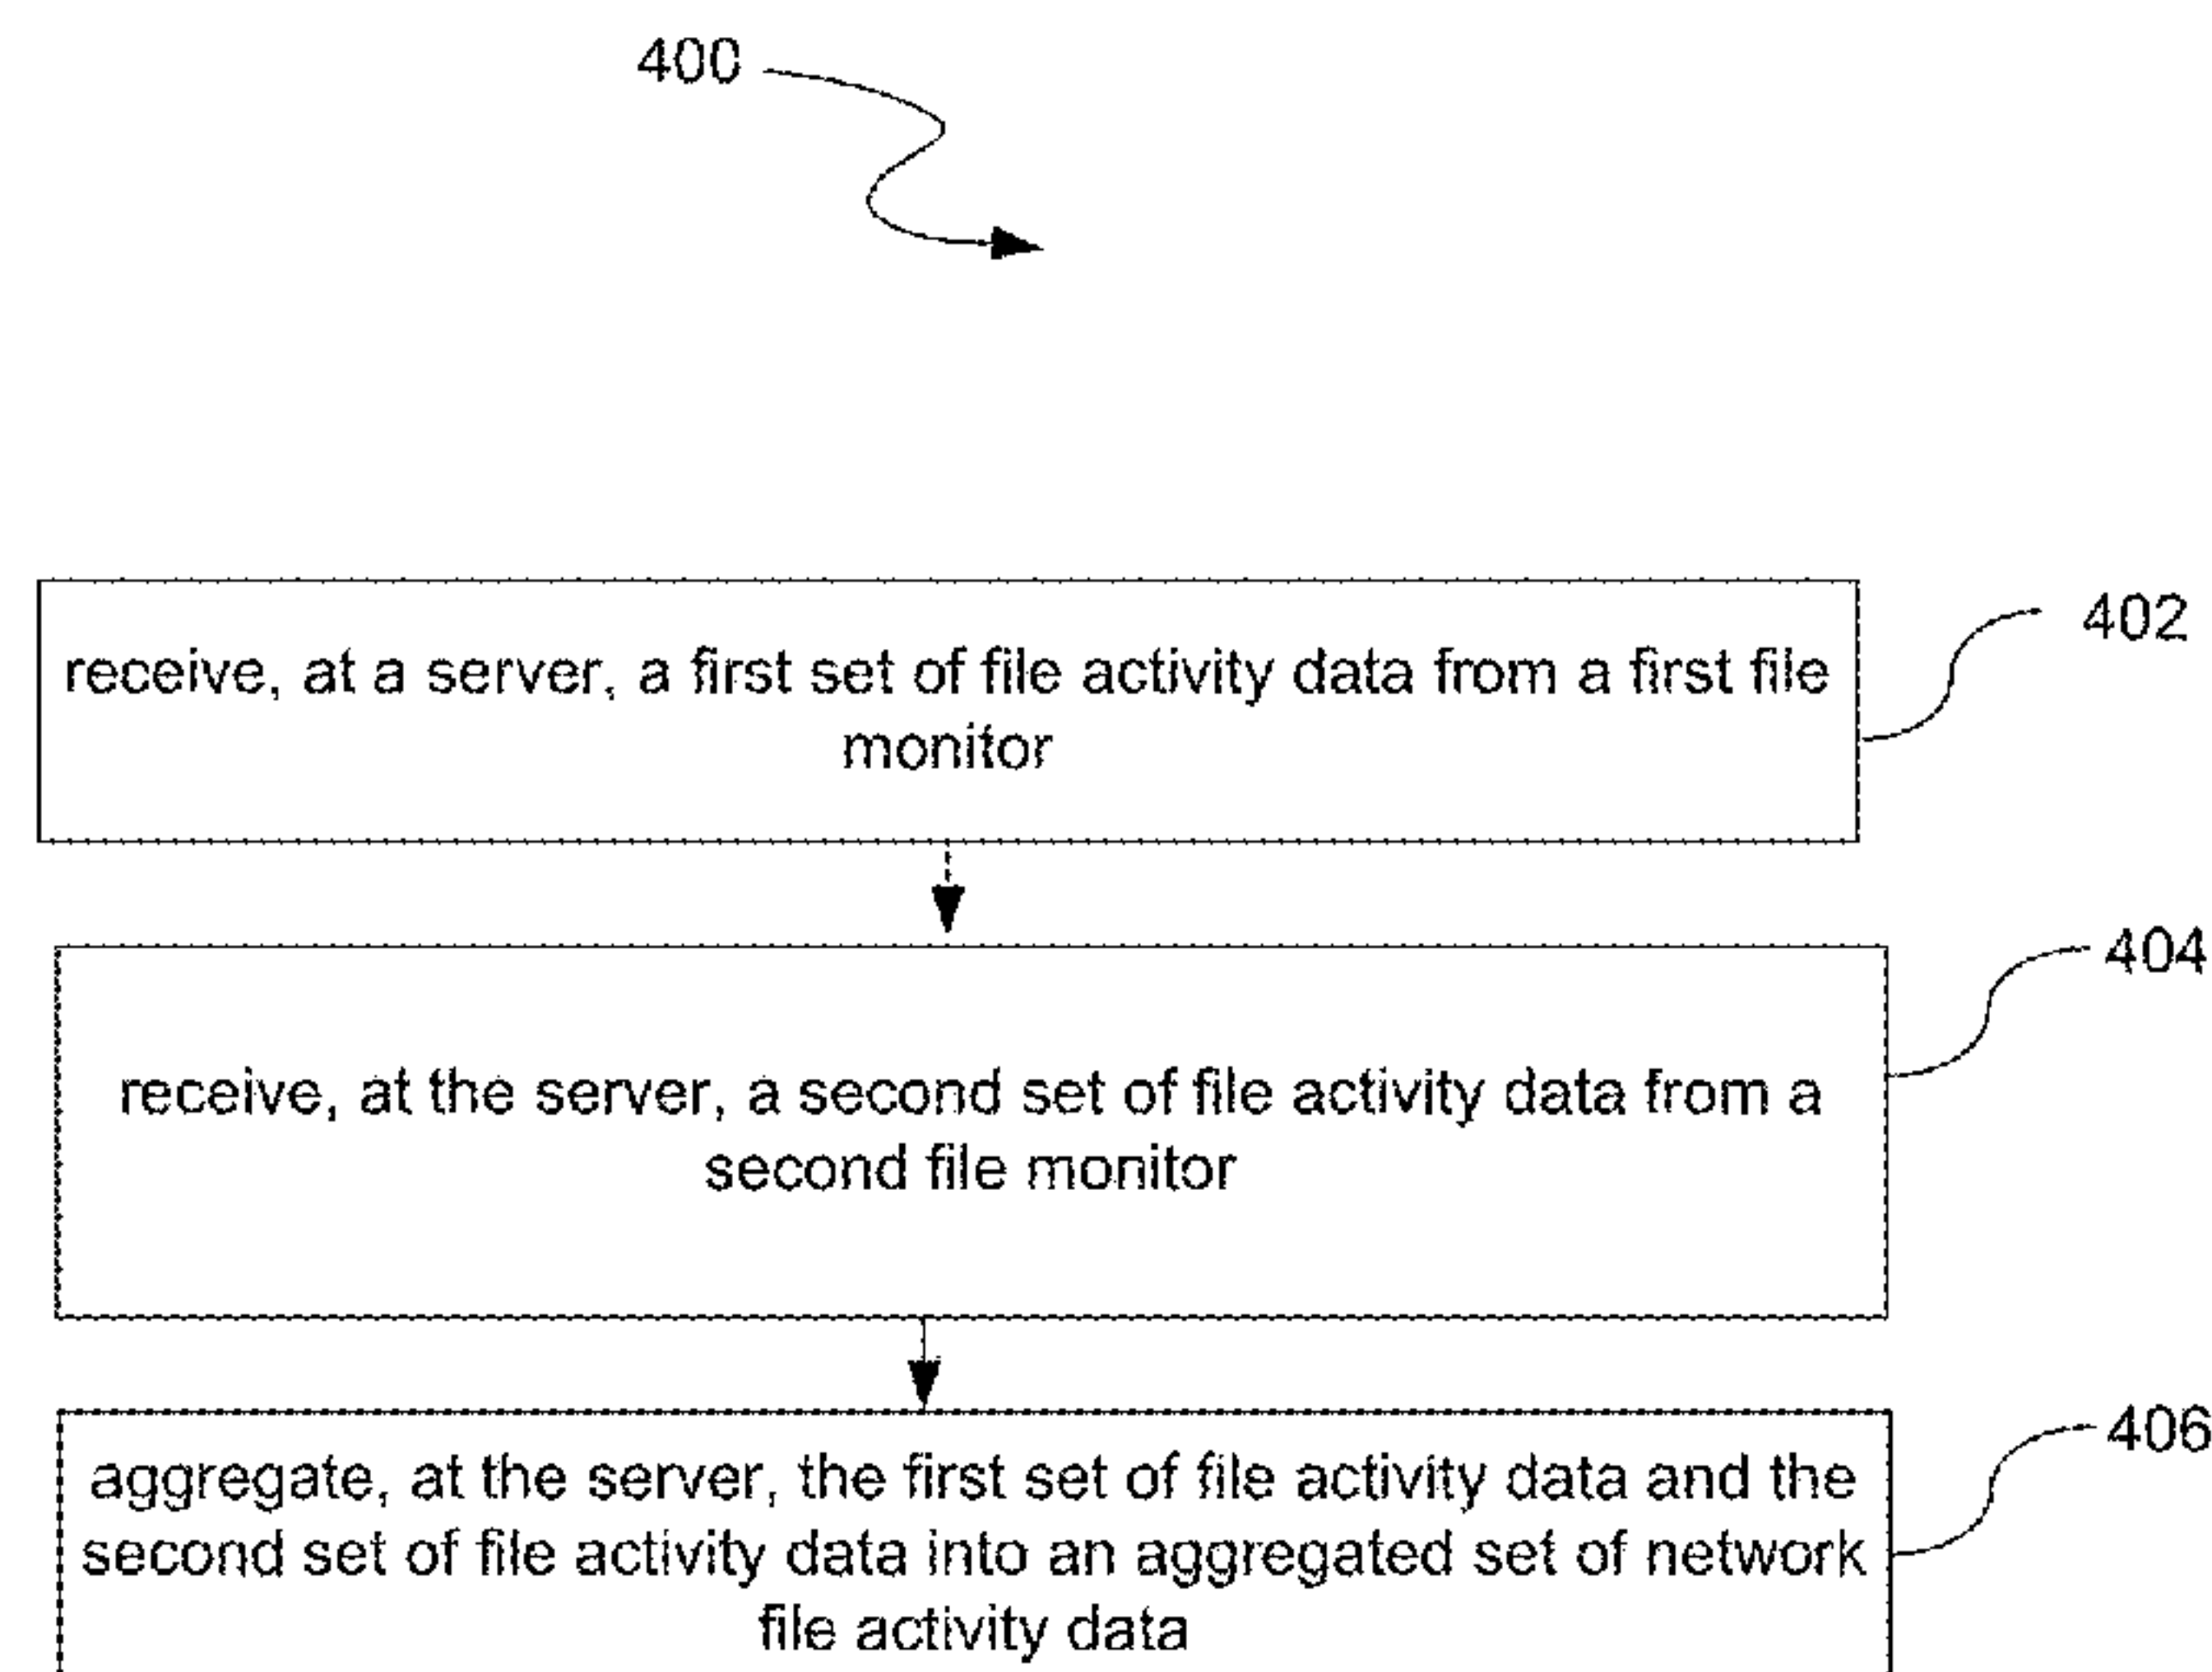 400
receive, at a server, a first set of file activity data from a first file
monitor
402
receive, at the server, a second set of file activity data from a
second file monitor
404
aggregate, at the server, the first set of file activity data and the
second set of file activity data into an aggregated set of network
file activity data
406